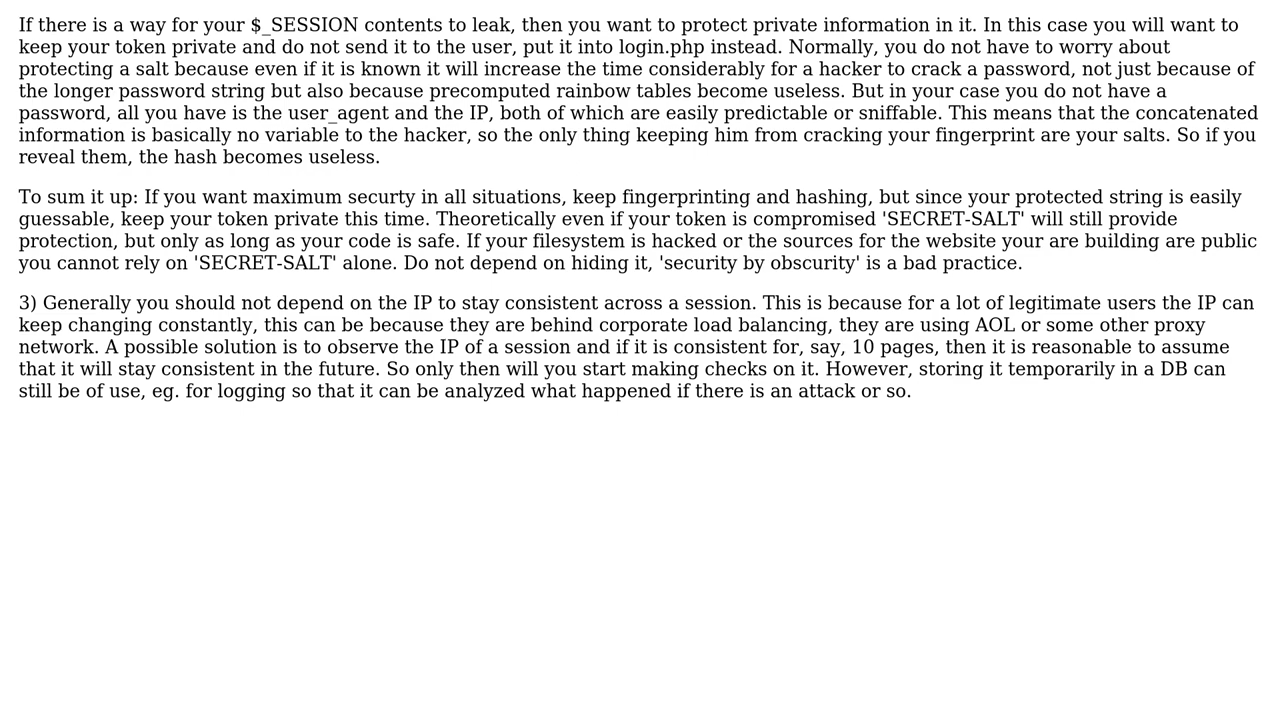 If there is a way for your $_SESSION contents to leak, then you want to protect private information in it. In this case you will want to
keep your token private and do not send it to the user, put it into login.php instead. Normally, you do not have to worry about
protecting a salt because even if it is known it will increase the time considerably for a hacker to crack a password, not just because of
the longer password string but also because precomputed rainbow tables become useless. But in your case you do not have a
password, all you have is the user_agent and the IP, both of which are easily predictable or sniffable. This means that the concatenated
information is basically no variable to the hacker, so the only thing keeping him from cracking your fingerprint are your salts. So if you
reveal them, the hash becomes useless.
To sum it up: If you want maximum securty in all situations, keep fingerprinting and hashing, but since your protected string is easily
guessable, keep your token private this time. Theoretically even if your token is compromised 'SECRET-SALT' will still provide
protection, but only as long as your code is safe. If your filesystem is hacked or the sources for the website your are building are public
you cannot rely on 'SECRET-SALT' alone. Do not depend on hiding it, 'security by obscurity' is a bad practice.
3) Generally you should not depend on the IP to stay consistent across a session. This is because for a lot of legitimate users the IP can
keep changing constantly, this can be because they are behind corporate load balancing, they are using AOL or some other proxy
network. A possible solution is to observe the IP of a session and if it is consistent for, say, 10 pages, then it is reasonable to assume
that it will stay consistent in the future. So only then will you start making checks on it. However, storing it temporarily in a DB can
still be of use, eg. for logging so that it can be analyzed what happened if there is an attack or so.